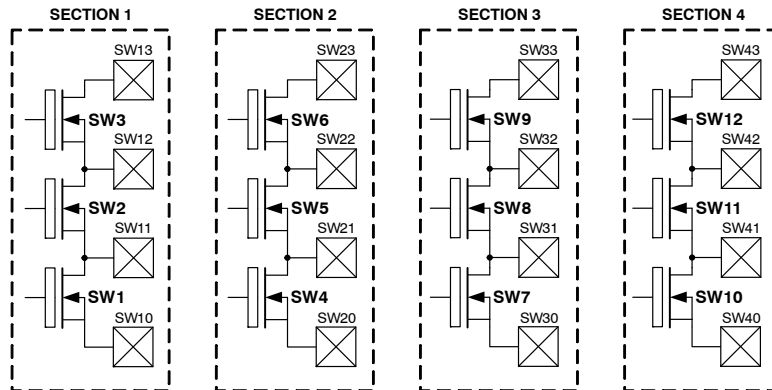 SECTION 1 SECTION 2 SECTION 3 SECTION 4
SW13 SW23 SW33 SW43
SW3 SW6 SW9 SW12
SW12 SW22 SW32 SW42
SW2 SW5 SW8 SW11
SW11 SW21 SW31 SW41
SW1 SW4 SW7 SW10
SW10 SW20 SW30 SW40